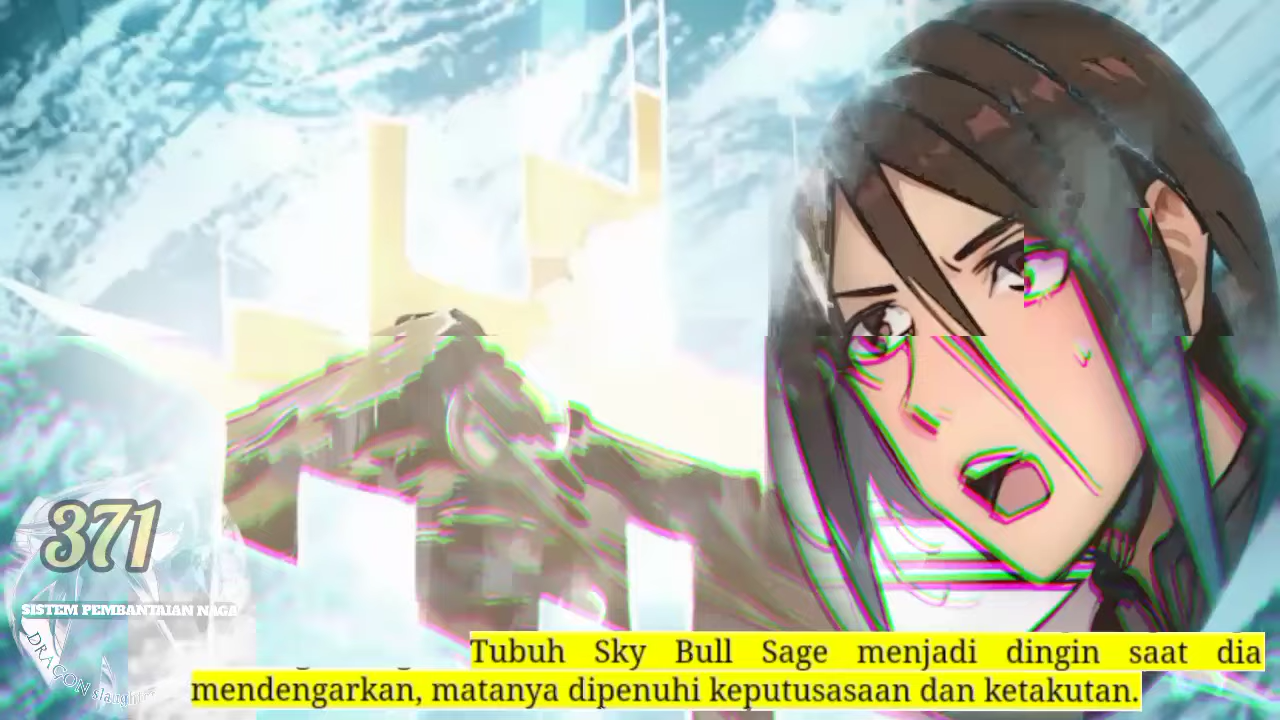 371
SISTEM PEMBANTAIAN NAGA
DRAGON slaughter
Tubuh Sky Bull Sage menjadi dingin saat dia
mendengarkan, matanya dipenuhi keputusasaan dan ketakutan.